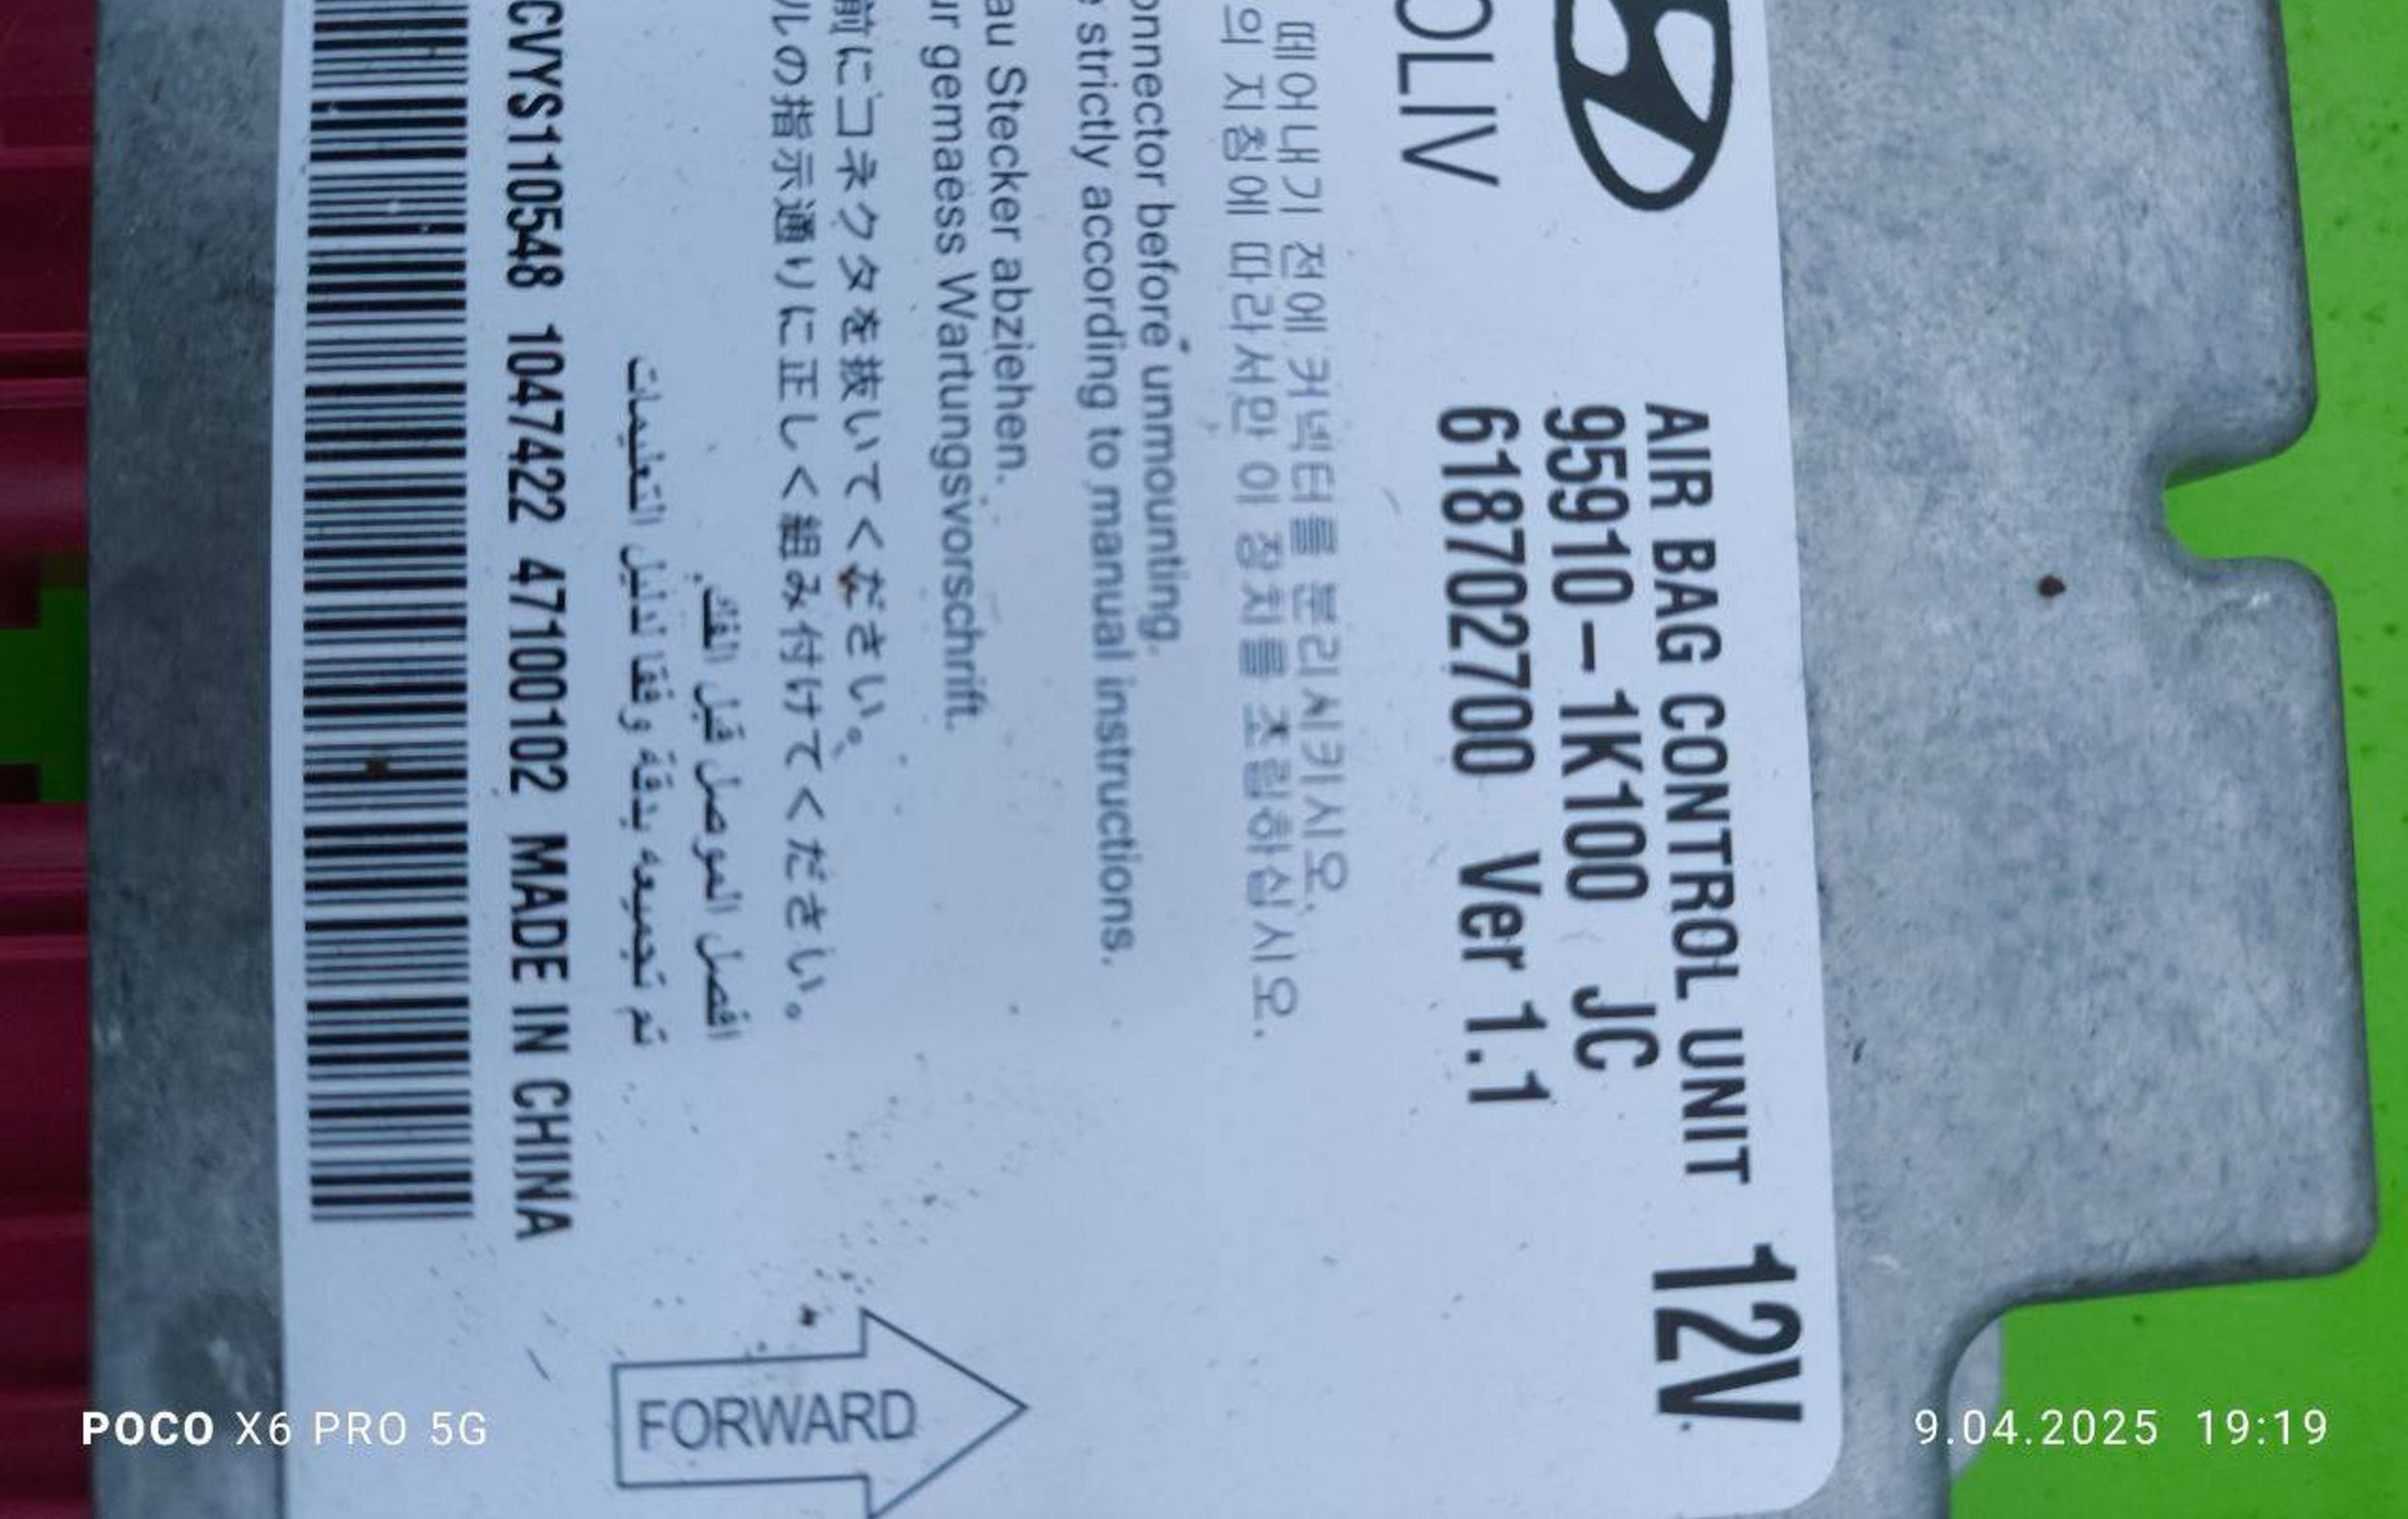 OLIV
AIR BAG CONTROL UNIT 12V
95910-1K100 JC
618702700 Ver 1.1
떼어내기 전에 커넥터를 분리시키시오.
의 지침에 따라서만 이 장치를 조립하십시오.
onnector before unmounting.
strictly according to manual instructions.
au Stecker abziehen.
ur gemaess Wartungsvorschrift.
前にコネクタを抜いてください。
ルの指示通りに正しく組み付けてください。
افصل الموصل قبل الفك.
تم تجميعه بدقة وفقا لدليل التعليمات
CVYS110548 1047422 47100102 MADE IN CHINA
FORWARD
POCO X6 PRO 5G
9.04.2025 19:19